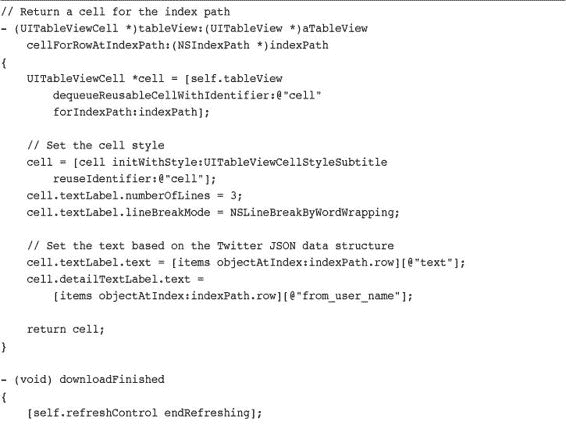 // Return a cell for the index path
- (UITableViewCell *)tableView:(UITableView *)aTableView
    cellForRowAtIndexPath:(NSIndexPath *)indexPath
{
    UITableViewCell *cell = [self.tableView
        dequeueReusableCellWithIdentifier:@"cell"
        forIndexPath:indexPath];

    // Set the cell style
    cell = [cell initWithStyle:UITableViewCellStyleSubtitle
        reuseIdentifier:@"cell"];
    cell.textLabel.numberOfLines = 3;
    cell.textLabel.lineBreakMode = NSLineBreakByWordWrapping;

    // Set the text based on the Twitter JSON data structure
    cell.textLabel.text = [items objectAtIndex:indexPath.row][@"text"];
    cell.detailTextLabel.text =
        [items objectAtIndex:indexPath.row][@"from_user_name"];

    return cell;
}

- (void) downloadFinished
{
    [self.refreshControl endRefreshing];